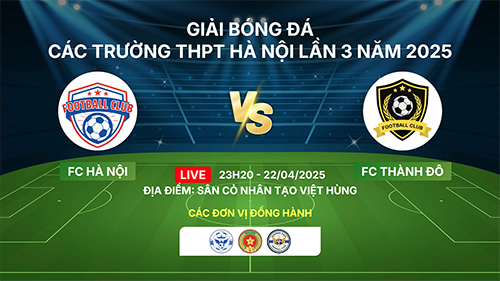 GIẢI BÓNG ĐÁ
CÁC TRƯỜNG THPT HÀ NỘI LẦN 3 NĂM 2025
FOOTBALL CLUB
VS
FOOTBALL CLUB
FC HÀ NỘI
FC THÀNH ĐÔ
LIVE 23H20 - 22/04/2025
ĐỊA ĐIỂM: SÂN CỎ NHÂN TẠO VIỆT HÙNG
CÁC ĐƠN VỊ ĐỒNG HÀNH